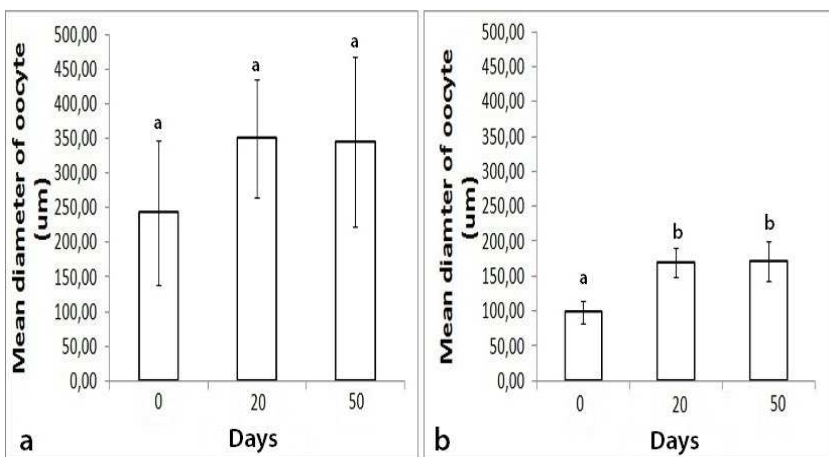 Mean diameter of oocyte
(um)
500,00
450,00
400,00
350,00
300,00
250,00
200,00
150,00
100,00
50,00
0,00
a
a
a
0
20
50
Days
a
Mean diamter of oocyte
(um)
500,00
450,00
400,00
350,00
300,00
250,00
200,00
150,00
100,00
50,00
0,00
a
b
b
0
20
50
Days
b